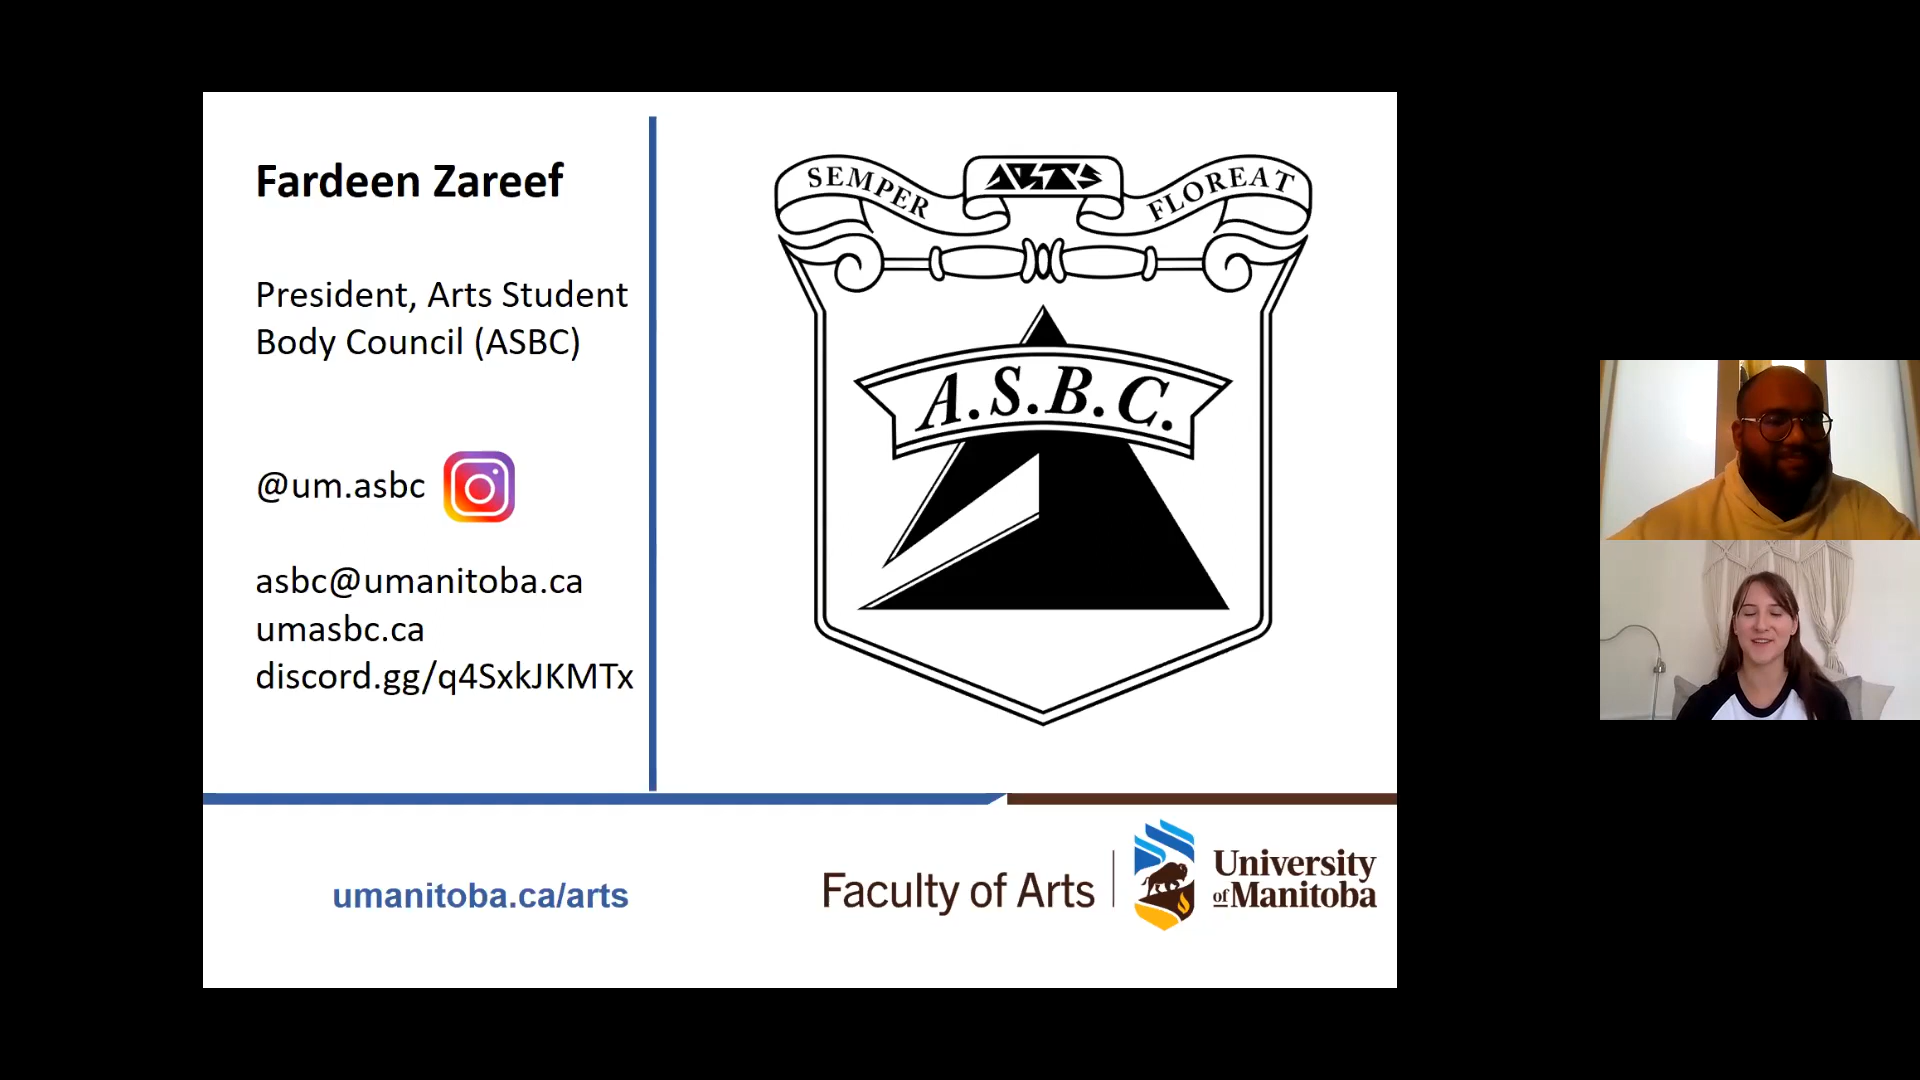 Fardeen Zareef
President, Arts Student
Body Council (ASBC)
@um.asbc
asbc@umanitoba.ca
umasbc.ca
discord.gg/q4SxkJKMTx
SEMPER ARTS FLOREAT
A.S.B.C.
umanitoba.ca/arts
Faculty of Arts
University
of Manitoba